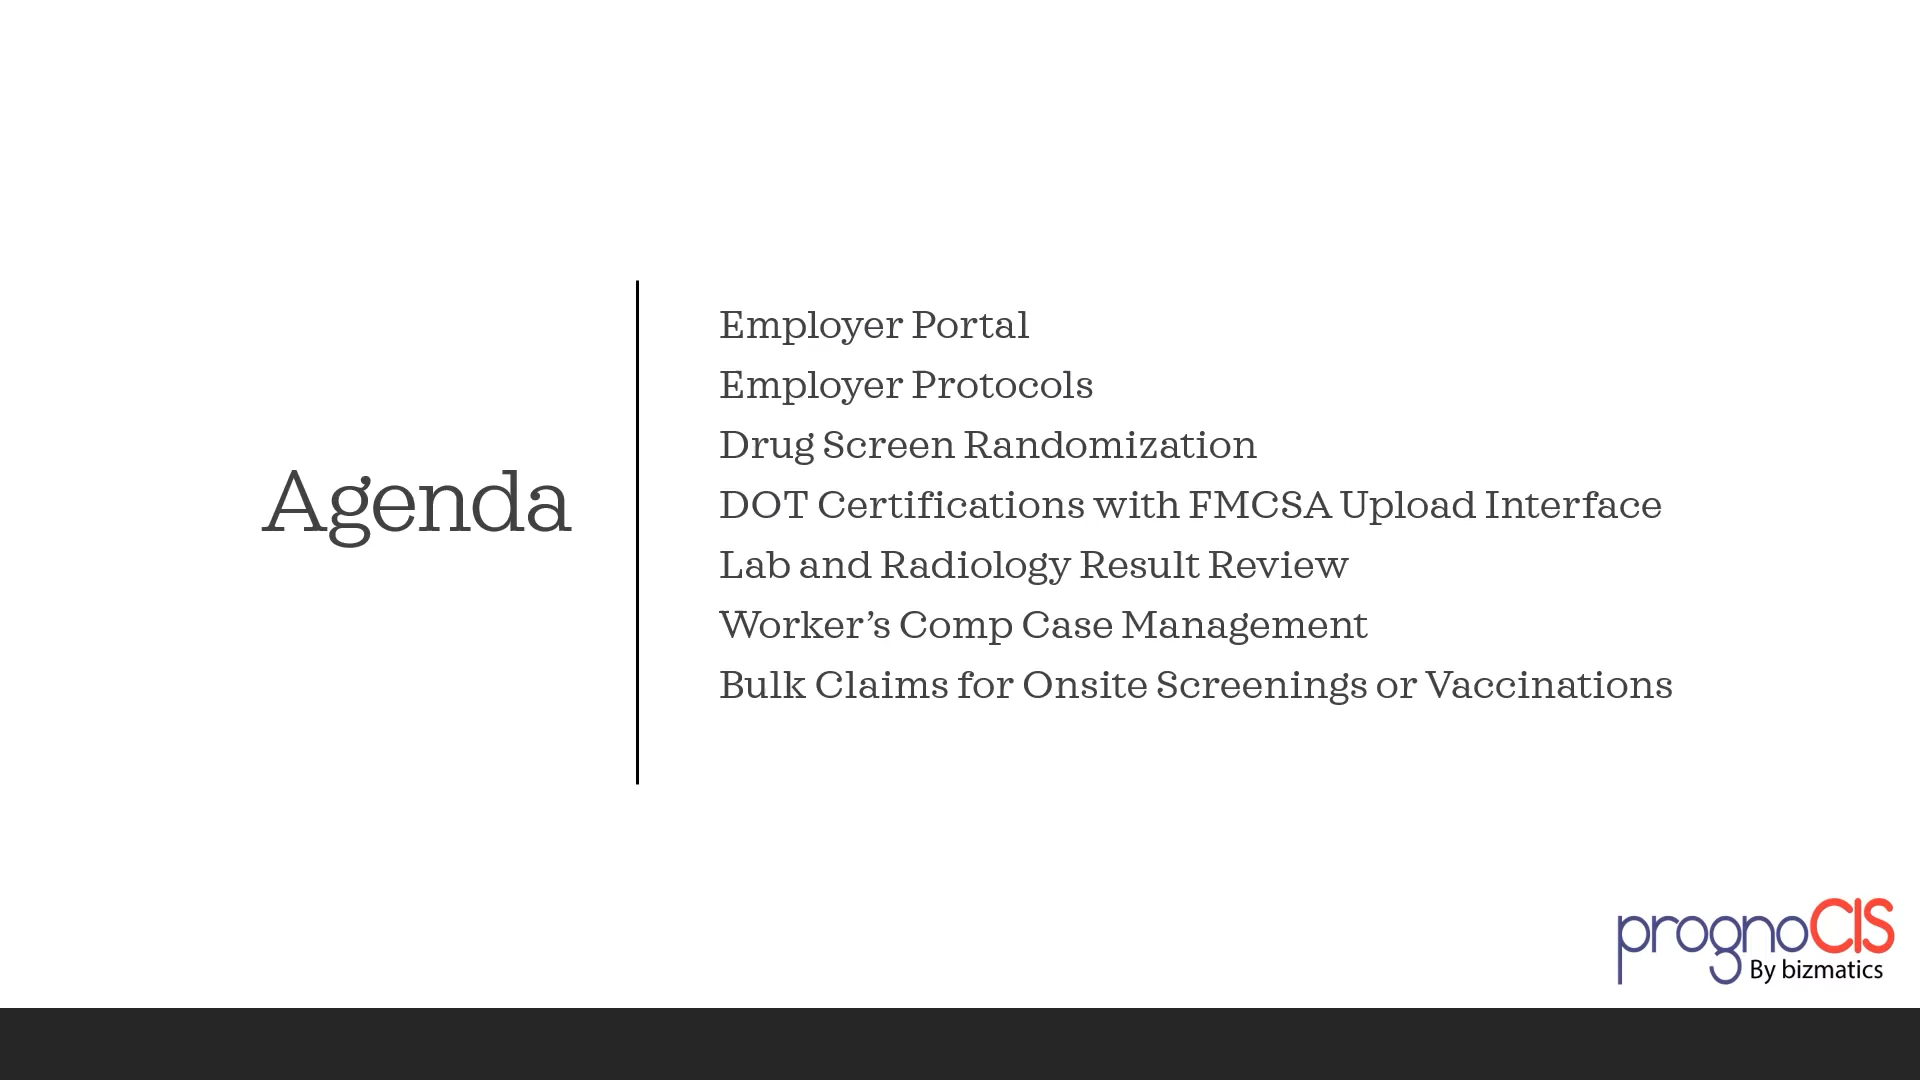 Agenda
Employer Portal
Employer Protocols
Drug Screen Randomization
DOT Certifications with FMCSA Upload Interface
Lab and Radiology Result Review
Worker’s Comp Case Management
Bulk Claims for Onsite Screenings or Vaccinations
prognoCIS
By bizmatics